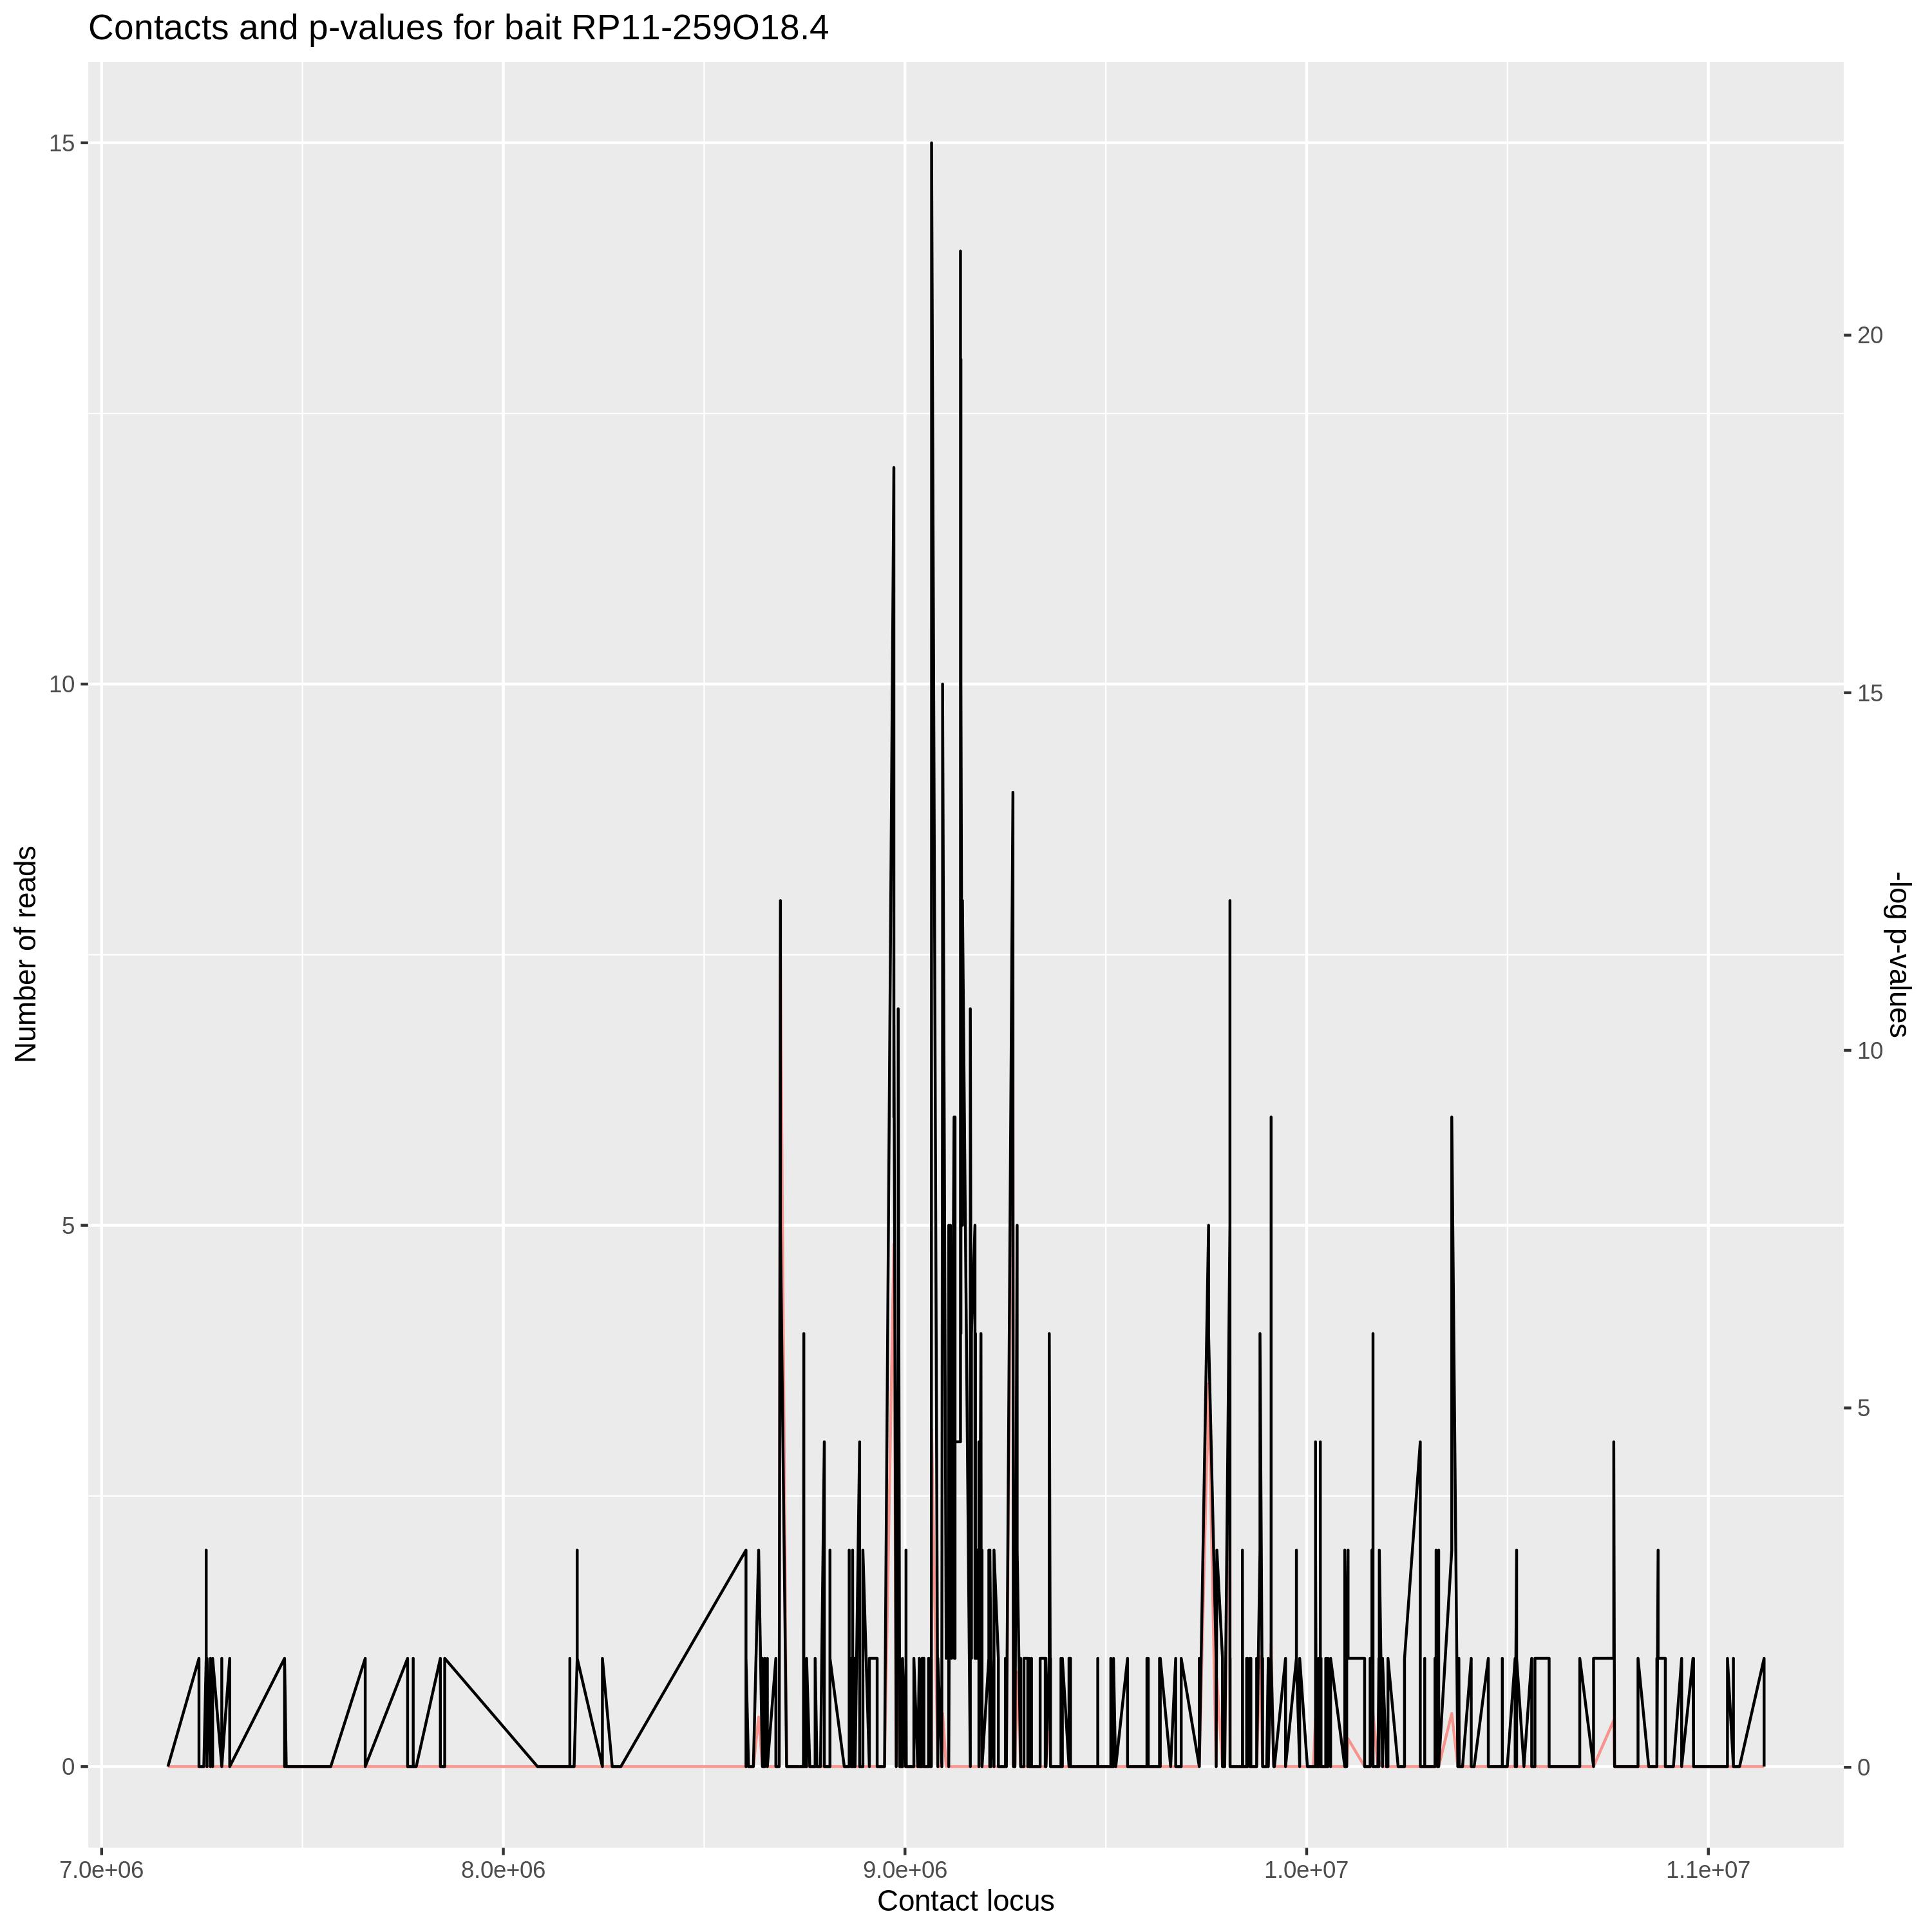 Contacts and p-values for bait RP11-259O18.4
15
10
5
0
Number of reads
20
15
10
5
0
-log p-values
7.0e+06 8.0e+06 9.0e+06 1.0e+07 1.1e+07
Contact locus